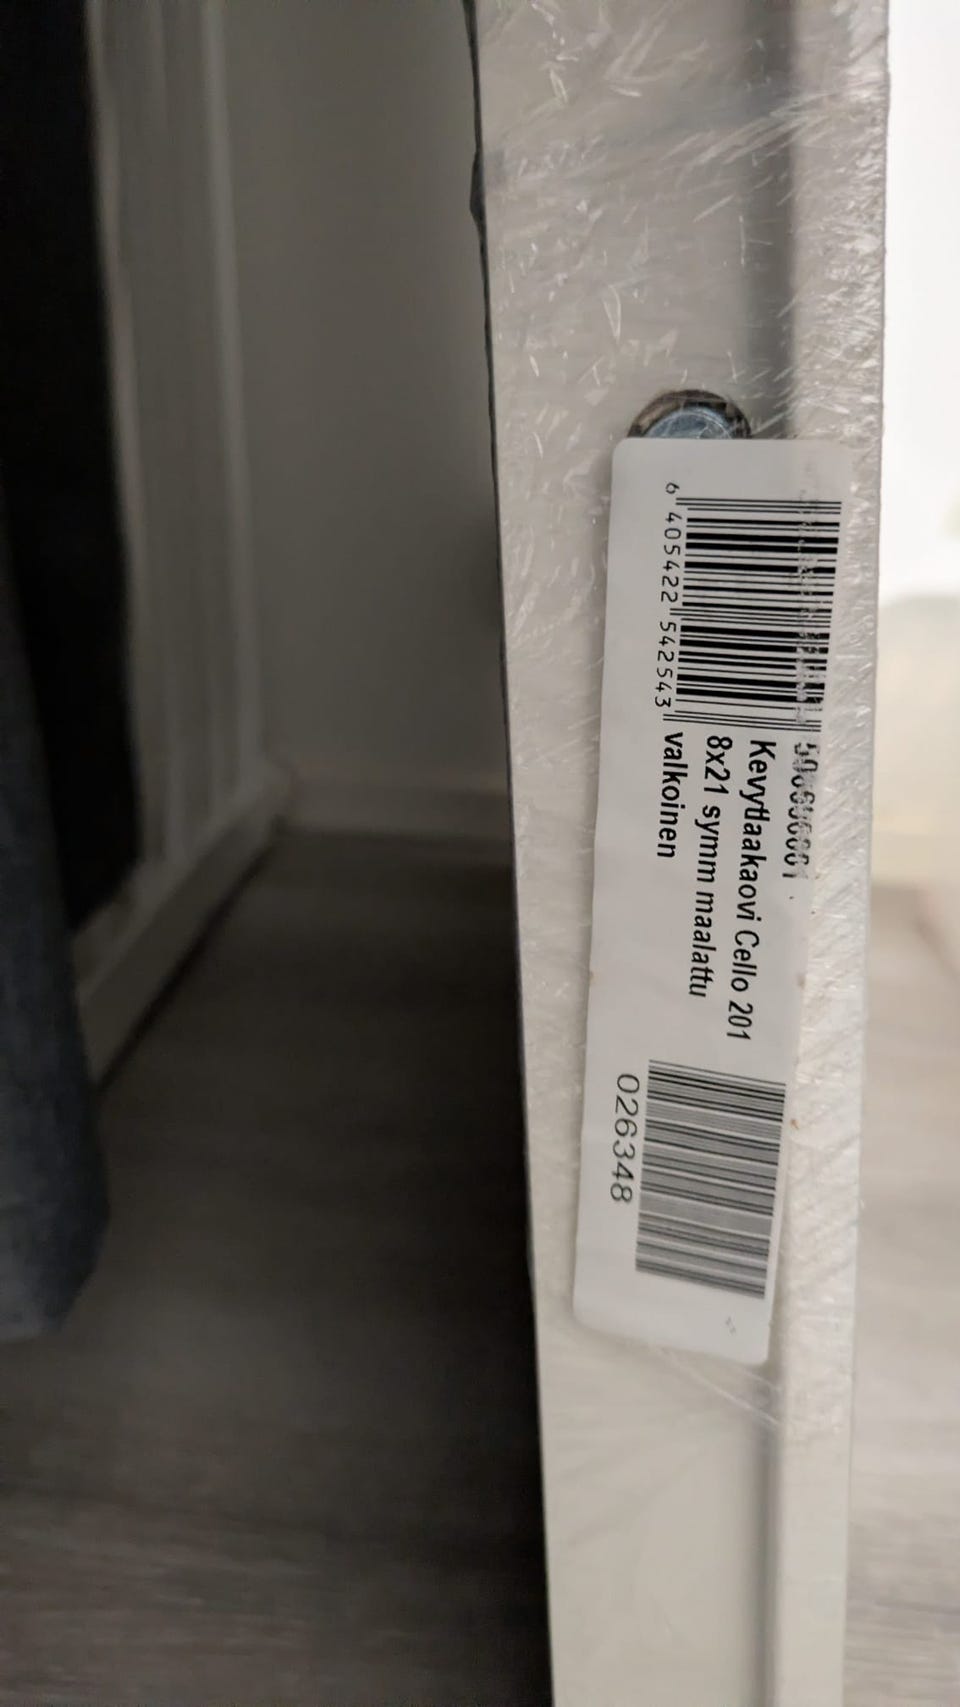 Kevytlaakaovi Cello 201
8x21 symm maalattu
valkoinen
6 405422 542543
026348